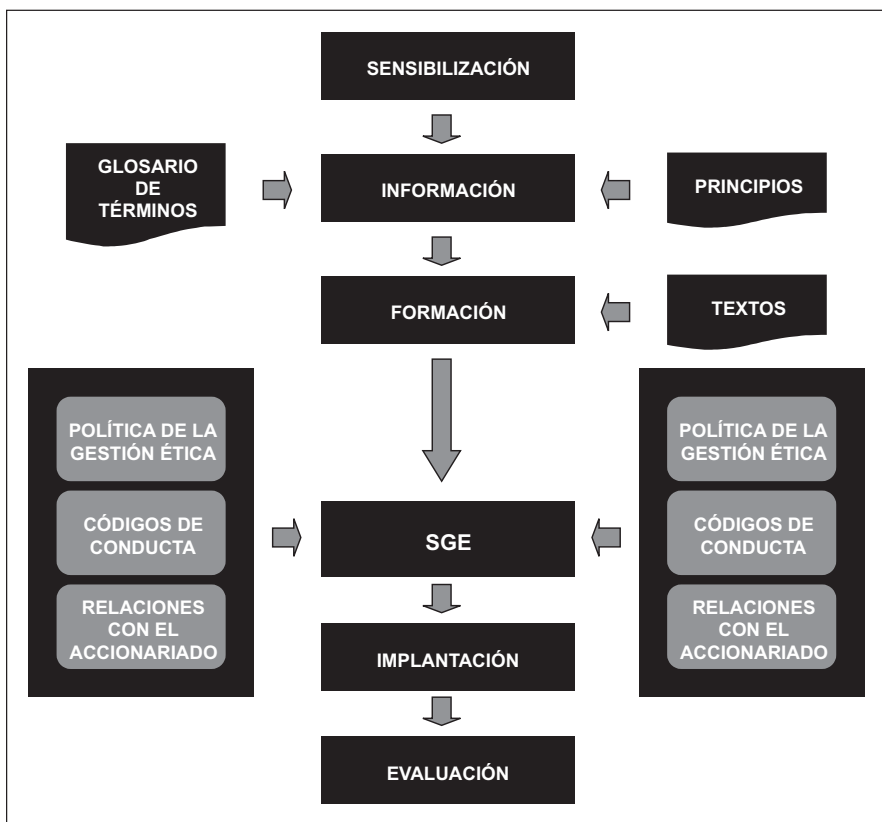 SENSIBILIZACIÓN
GLOSARIO
DE
TÉRMINOS
INFORMACIÓN
PRINCIPIOS
FORMACIÓN
TEXTOS
POLÍTICA DE LA
GESTIÓN ÉTICA
CÓDIGOS DE
CONDUCTA
RELACIONES
CON EL
ACCIONARIADO
SGE
POLÍTICA DE LA
GESTIÓN ÉTICA
CÓDIGOS DE
CONDUCTA
RELACIONES
CON EL
ACCIONARIADO
IMPLANTACIÓN
EVALUACIÓN